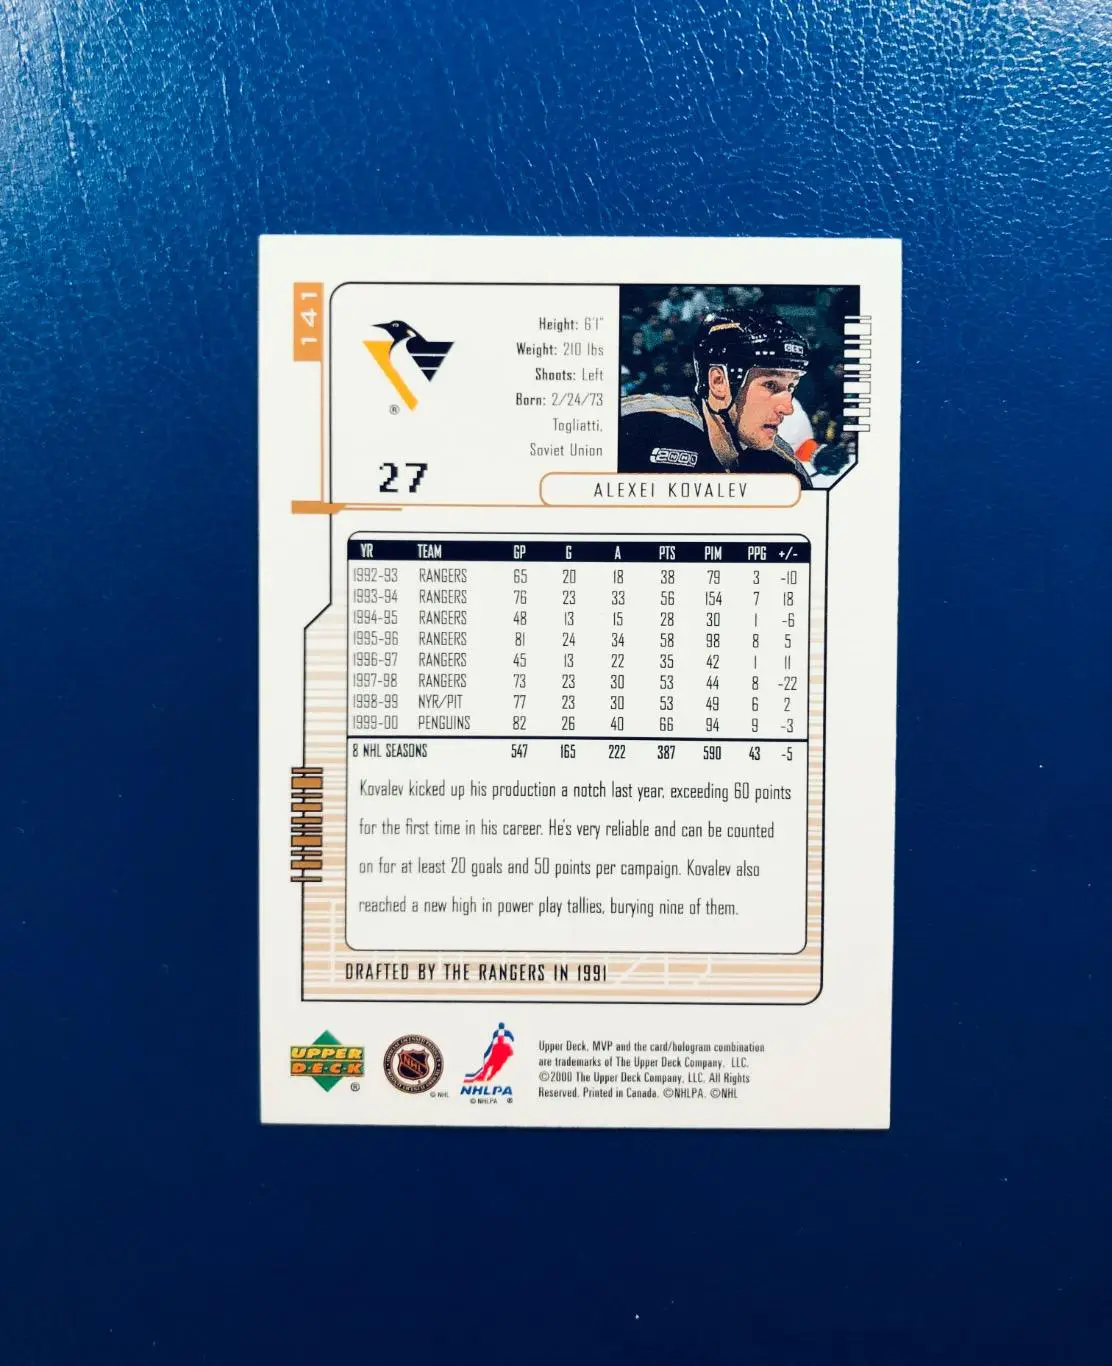 141
Height: 6'1"
Weight: 210 lbs
Shoots: Left
Born: 2/24/73
Togliatti,
Soviet Union
®
27
CCM
2000
ALEXEI KOVALEV
YR TEAM GP G A PTS PIM PPG +/-
1992-93 RANGERS 65 20 18 38 79 3 -10
1993-94 RANGERS 76 23 33 56 154 7 18
1994-95 RANGERS 48 13 15 28 30 1 -6
1995-96 RANGERS 81 24 34 58 98 8 5
1996-97 RANGERS 45 13 22 35 42 1 11
1997-98 RANGERS 73 23 30 53 44 8 -22
1998-99 NYR/PIT 77 23 30 53 49 6 2
1999-00 PENGUINS 82 26 40 66 94 9 -3
8 NHL SEASONS 547 165 222 387 590 43 -5
Kovalev kicked up his production a notch last year, exceeding 60 points
for the first time in his career. He's very reliable and can be counted
on for at least 20 goals and 50 points per campaign. Kovalev also
reached a new high in power play tallies, burying nine of them.
DRAFTED BY THE RANGERS IN 1991
UPPER
D·E·C·K
®
NHL
© NHL
NHLPA
© NHLPA ®
Upper Deck, MVP and the card/hologram combination
are trademarks of The Upper Deck Company, LLC.
©2000 The Upper Deck Company, LLC. All Rights
Reserved. Printed in Canada. ©NHLPA. ©NHL